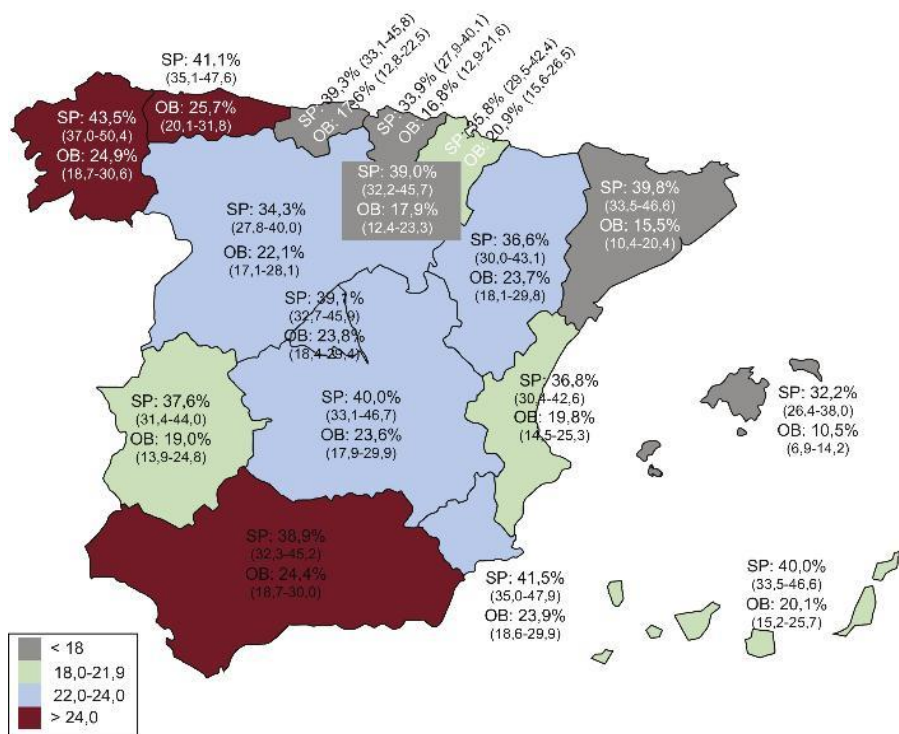 SP: 41,1%
(35,1-47,6)
OB: 25,7%
(20,1-31,8)
SP: 43,5%
(37,0-50,4)
OB: 24,9%
(18,7-30,6)
SP: 39,3% (33,1-45,8)
OB: 17,6% (12,8-22,5)
SP: 33,9% (27,9-40,1)
OB: 16,8% (12,9-21,6)
SP: 35,8% (29,5-42,4)
OB: 20,9% (15,6-26,5)
SP: 39,0%
(32,2-45,7)
OB: 17,9%
(12,4-23,3)
SP: 39,8%
(33,5-46,6)
OB: 15,5%
(10,4-20,4)
SP: 34,3%
(27,8-40,0)
OB: 22,1%
(17,1-28,1)
SP: 36,6%
(30,0-43,1)
OB: 23,7%
(18,1-29,8)
SP: 39,1%
(32,7-45,9)
OB: 23,8%
(18,4-29,4)
SP: 37,6%
(31,4-44,0)
OB: 19,0%
(13,9-24,8)
SP: 40,0%
(33,1-46,7)
OB: 23,6%
(17,9-29,9)
SP: 36,8%
(30,4-42,6)
OB: 19,8%
(14,5-25,3)
SP: 32,2%
(26,4-38,0)
OB: 10,5%
(6,9-14,2)
SP: 38,9%
(32,3-45,2)
OB: 24,4%
(18,7-30,0)
SP: 41,5%
(35,0-47,9)
OB: 23,9%
(18,6-29,9)
SP: 40,0%
(33,5-46,6)
OB: 20,1%
(15,2-25,7)
< 18
18,0-21,9
22,0-24,0
> 24,0